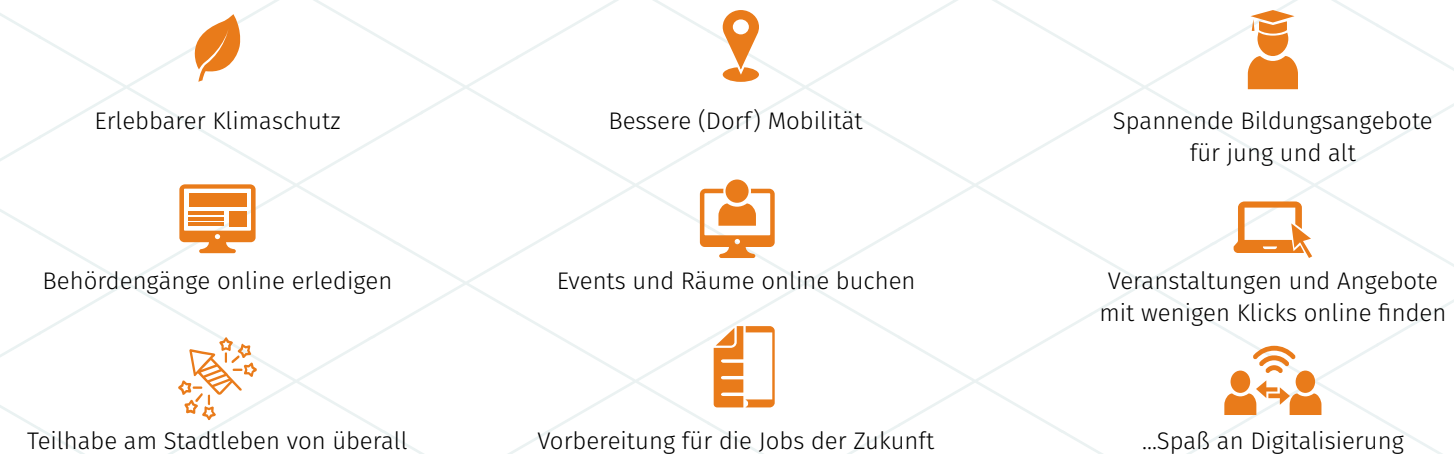 Erlebbarer Klimaschutz
Bessere (Dorf) Mobilität
Spannende Bildungsangebote
für jung und alt
Behördengänge online erledigen
Events und Räume online buchen
Veranstaltungen und Angebote
mit wenigen Klicks online finden
Teilhabe am Stadtleben von überall
Vorbereitung für die Jobs der Zukunft
...Spaß an Digitalisierung